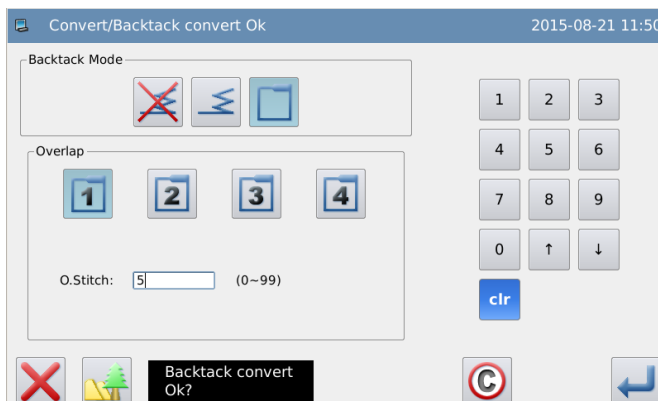 Convert/Backtack convert Ok 2015-08-21 11:50
Backtack Mode
1 2 3
Overlap
4 5 6
1 2 3 4
7 8 9
0 ↑ ↓
O.Stitch: 5 (0~99)
clr
Backtack convert
Ok?
C